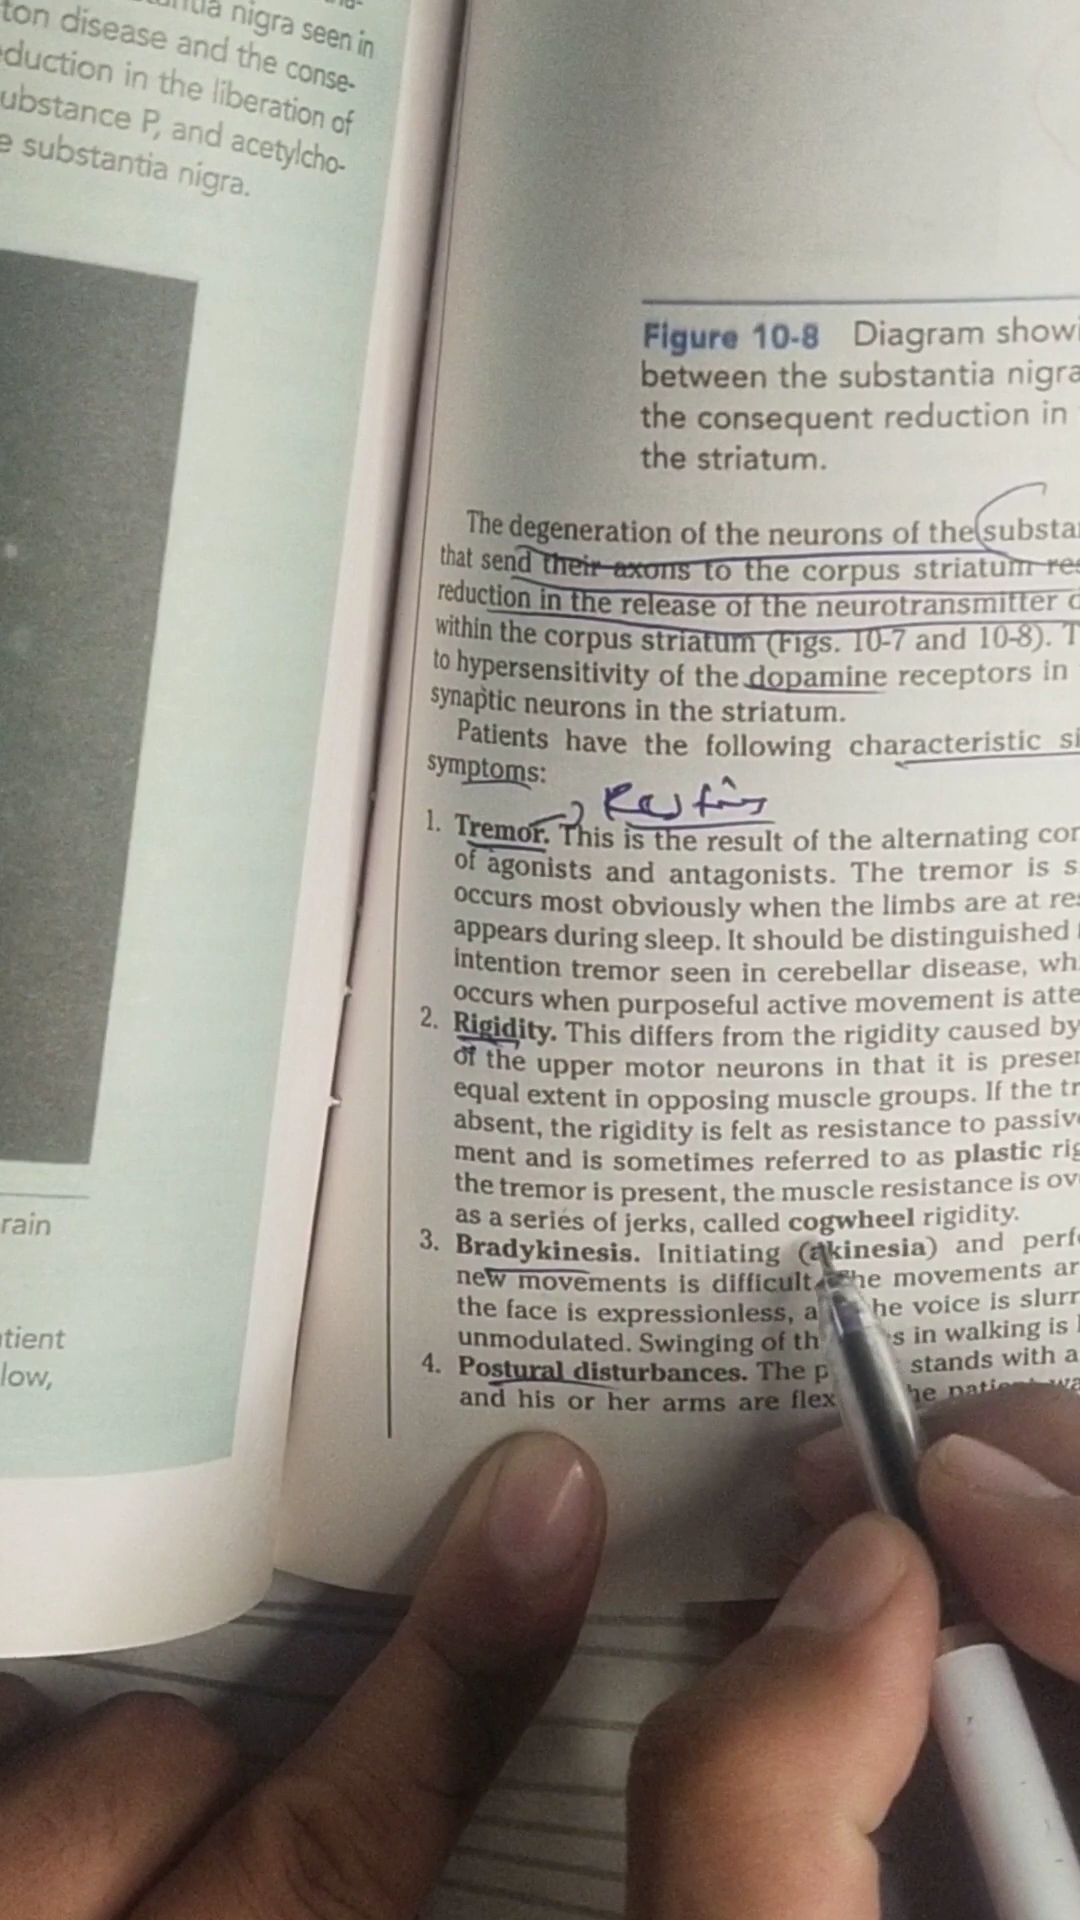 nigra seen in
ton disease and the conse-
duction in the liberation of
ubstance P, and acetylcho-
e substantia nigra.
rain
tient
low,
Figure 10-8 Diagram showi
between the substantia nigra
the consequent reduction in
the striatum.
The degeneration of the neurons of the substa
that send their axons to the corpus striatum re
reduction in the release of the neurotransmitter
within the corpus striatum (Figs. 10-7 and 10-8). T
to hypersensitivity of the dopamine receptors in
synaptic neurons in the striatum.
Patients have the following characteristic si
symptoms:
1. Tremor. This is the result of the alternating con
of agonists and antagonists. The tremor is s
occurs most obviously when the limbs are at res
appears during sleep. It should be distinguished
intention tremor seen in cerebellar disease, wh
occurs when purposeful active movement is atte
2. Rigidity. This differs from the rigidity caused by
of the upper motor neurons in that it is presen
equal extent in opposing muscle groups. If the tr
absent, the rigidity is felt as resistance to passiv
ment and is sometimes referred to as plastic rig
the tremor is present, the muscle resistance is ov
as a series of jerks, called cogwheel rigidity.
3. Bradykinesis. Initiating (akinesia) and perf
new movements is difficult. The movements ar
the face is expressionless, a he voice is slurr
unmodulated. Swinging of th s in walking is
4. Postural disturbances. The p stands with a
and his or her arms are flex he patient wa